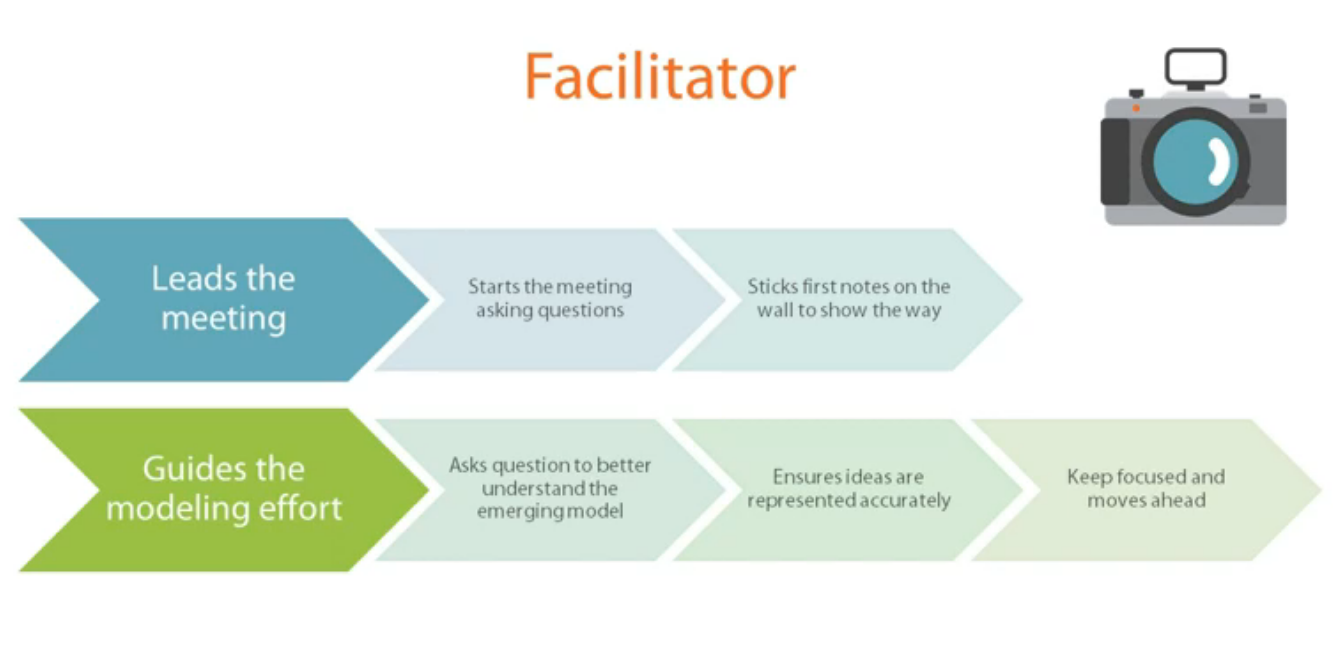 Facilitator
Leads the
meeting
Starts the meeting
asking questions
Sticks first notes on the
wall to show the way
Guides the
modeling effort
Asks question to better
understand the
emerging model
Ensures ideas are
represented accurately
Keep focused and
moves ahead